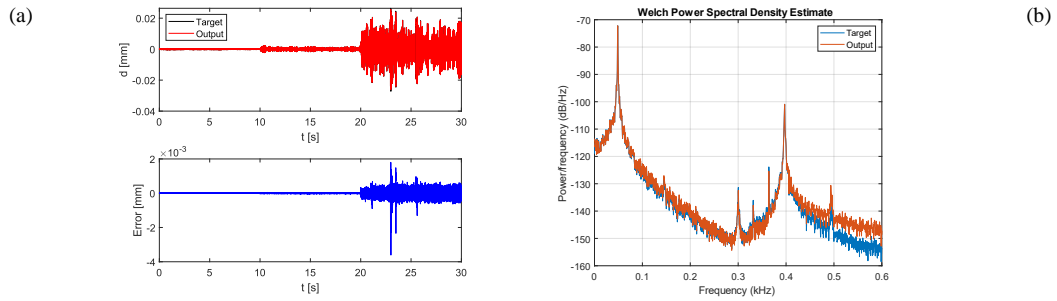 (a)
0.02
0
-0.02
-0.04
d [mm]
Target
Output
0 5 10 15 20 25 30
t [s]
× 10⁻³
2
0
-2
-4
Error [mm]
0 5 10 15 20 25 30
t [s]
Welch Power Spectral Density Estimate
-70
-80
-90
-100
-110
-120
-130
-140
-150
-160
Power/frequency (dB/Hz)
Target
Output
0 0.1 0.2 0.3 0.4 0.5 0.6
Frequency (kHz)
(b)